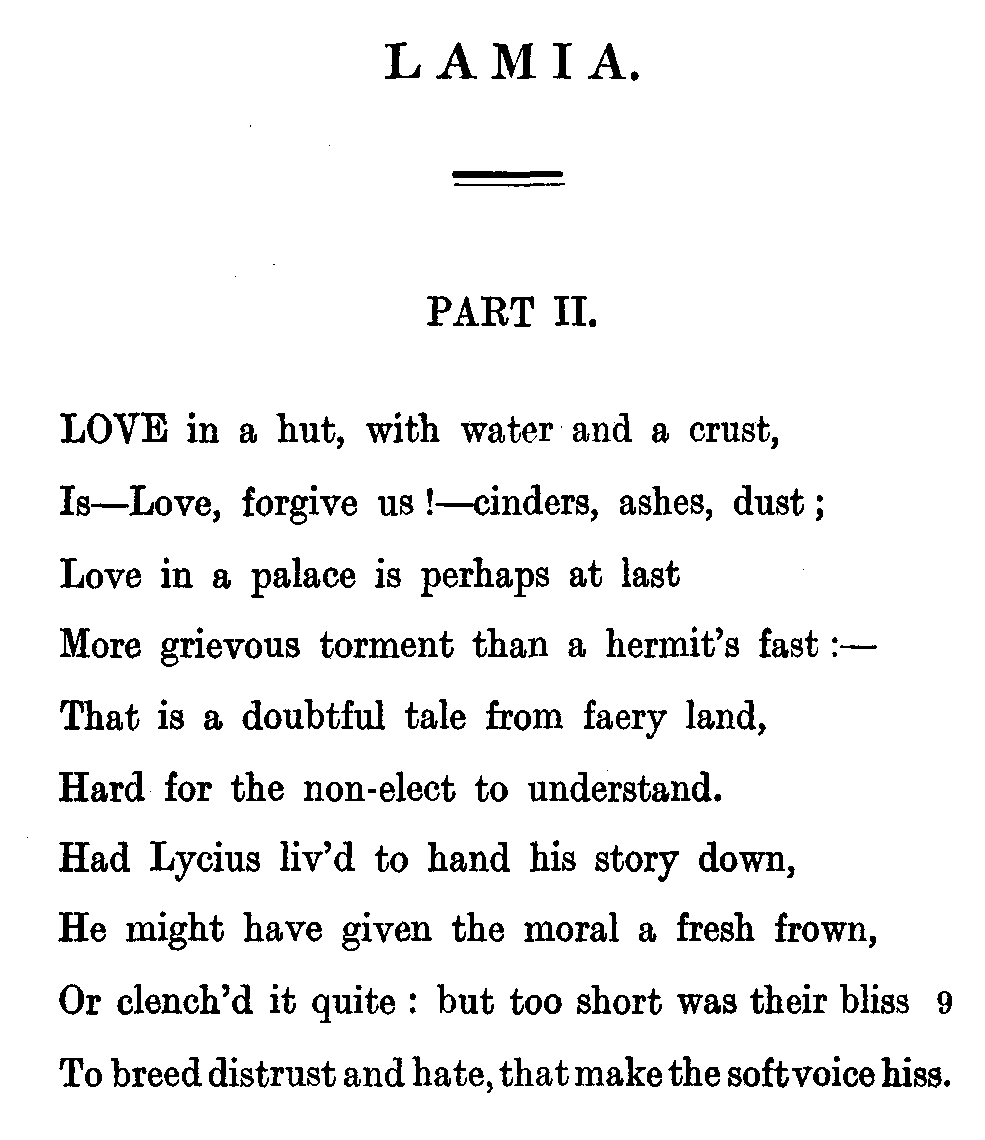 LAMIA.
PART II.
LOVE in a hut, with water and a crust,
Is—Love, forgive us !—cinders, ashes, dust ;
Love in a palace is perhaps at last
More grievous torment than a hermit's fast :—
That is a doubtful tale from faery land,
Hard for the non-elect to understand.
Had Lycius liv'd to hand his story down,
He might have given the moral a fresh frown,
Or clench'd it quite : but too short was their bliss 9
To breed distrust and hate, that make the soft voice hiss.